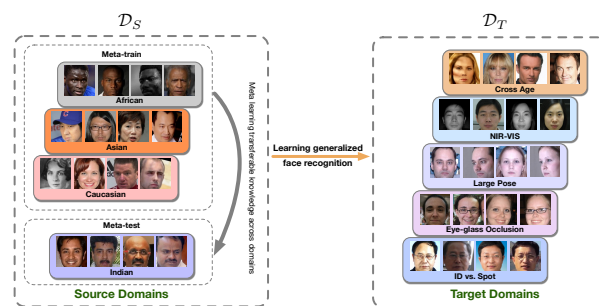 D_S
Meta-train
African
Asian
Caucasian
Meta-test
Indian
Source Domains
Meta learning transferable knowledge across domains
Learning generalized
face recognition
D_T
Cross Age
NIR-VIS
Large Pose
Eye-glass Occlusion
ID vs. Spot
Target Domains